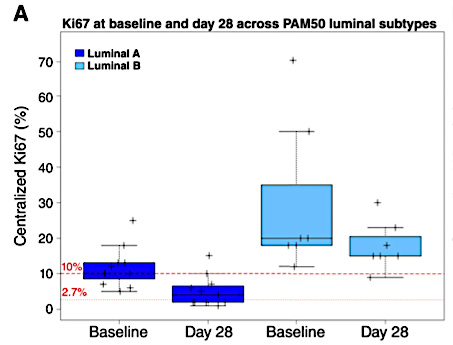 A
Ki67 at baseline and day 28 across PAM50 luminal subtypes
Luminal A
Luminal B
Centralized Ki67 (%)
70
60
50
40
30
20
10
0
10%
2.7%
Baseline
Day 28
Baseline
Day 28